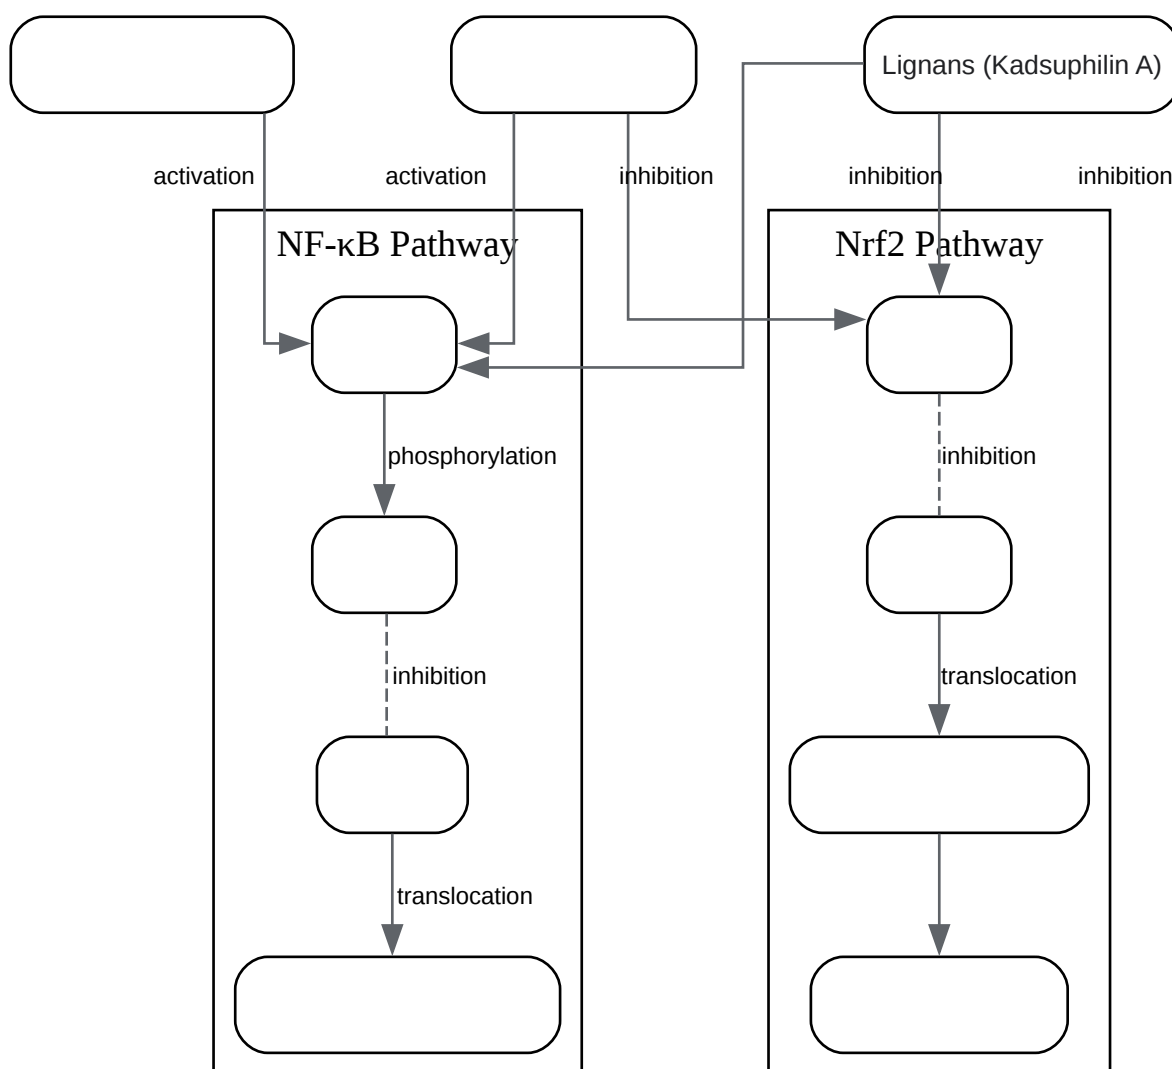 Lignans (Kadsuphilin A)
activation
activation
inhibition
inhibition
inhibition
NF-κB Pathway
Nrf2 Pathway
phosphorylation
inhibition
inhibition
translocation
translocation